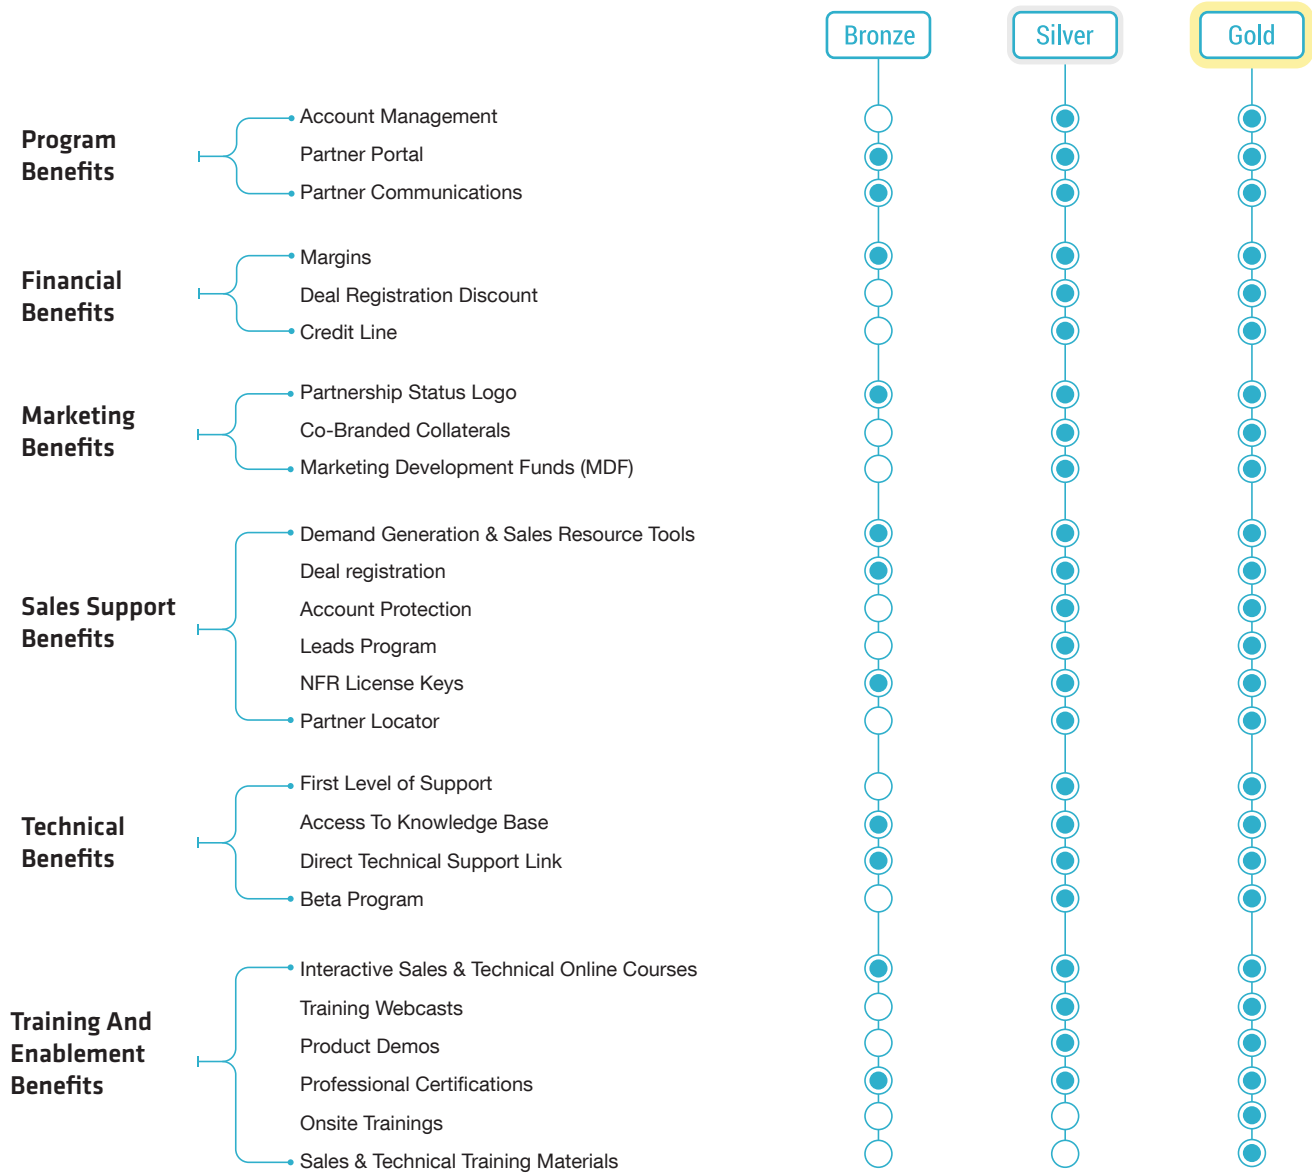 Bronze
Silver
Gold
Program
Benefits
Account Management
Partner Portal
Partner Communications
Financial
Benefits
Margins
Deal Registration Discount
Credit Line
Marketing
Benefits
Partnership Status Logo
Co-Branded Collaterals
Marketing Development Funds (MDF)
Sales Support
Benefits
Demand Generation & Sales Resource Tools
Deal registration
Account Protection
Leads Program
NFR License Keys
Partner Locator
Technical
Benefits
First Level of Support
Access To Knowledge Base
Direct Technical Support Link
Beta Program
Training And
Enablement
Benefits
Interactive Sales & Technical Online Courses
Training Webcasts
Product Demos
Professional Certifications
Onsite Trainings
Sales & Technical Training Materials